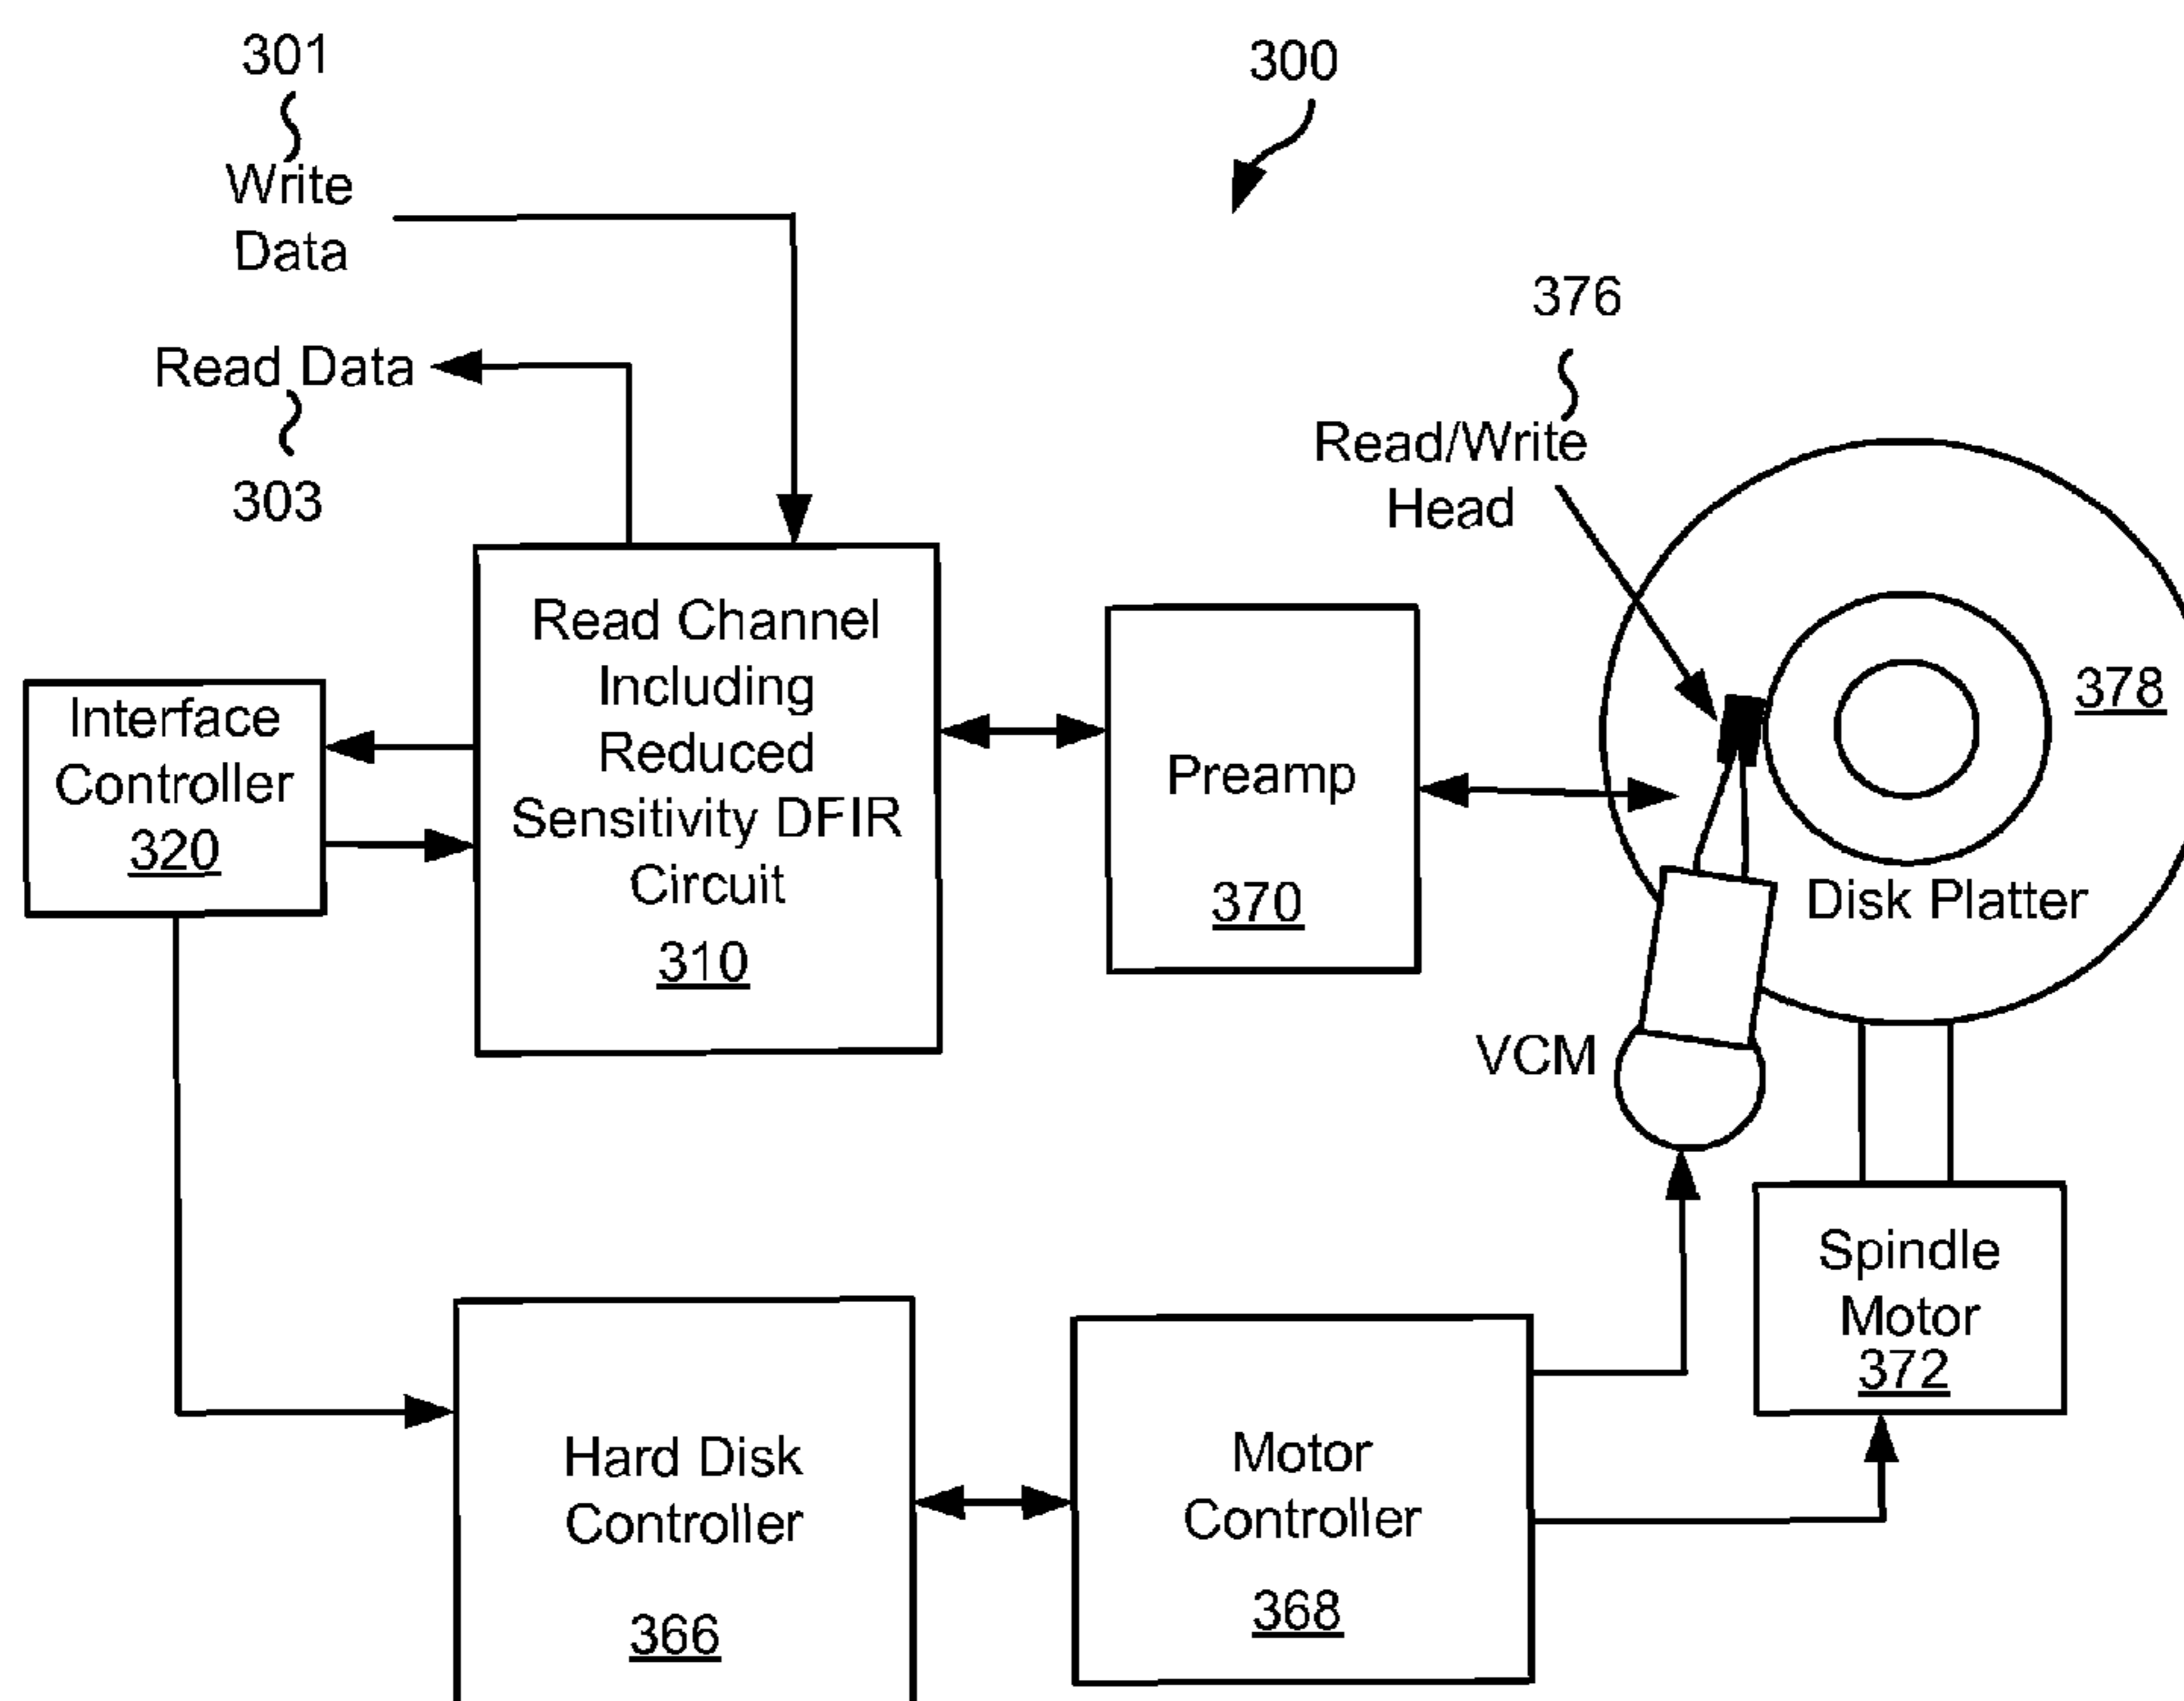 301
Write
Data
300
Read Data
303
376
Read/Write
Head
378
Disk Platter
Read Channel
Including
Reduced
Sensitivity DFIR
Circuit
310
Interface
Controller
320
Preamp
370
VCM
Spindle
Motor
372
Hard Disk
Controller
366
Motor
Controller
368